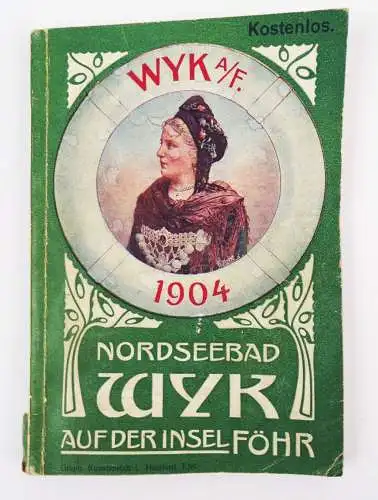 Kostenlos.
WYK A/F.
1904
NORDSEEBAD
WYK
AUF DER INSEL FÖHR